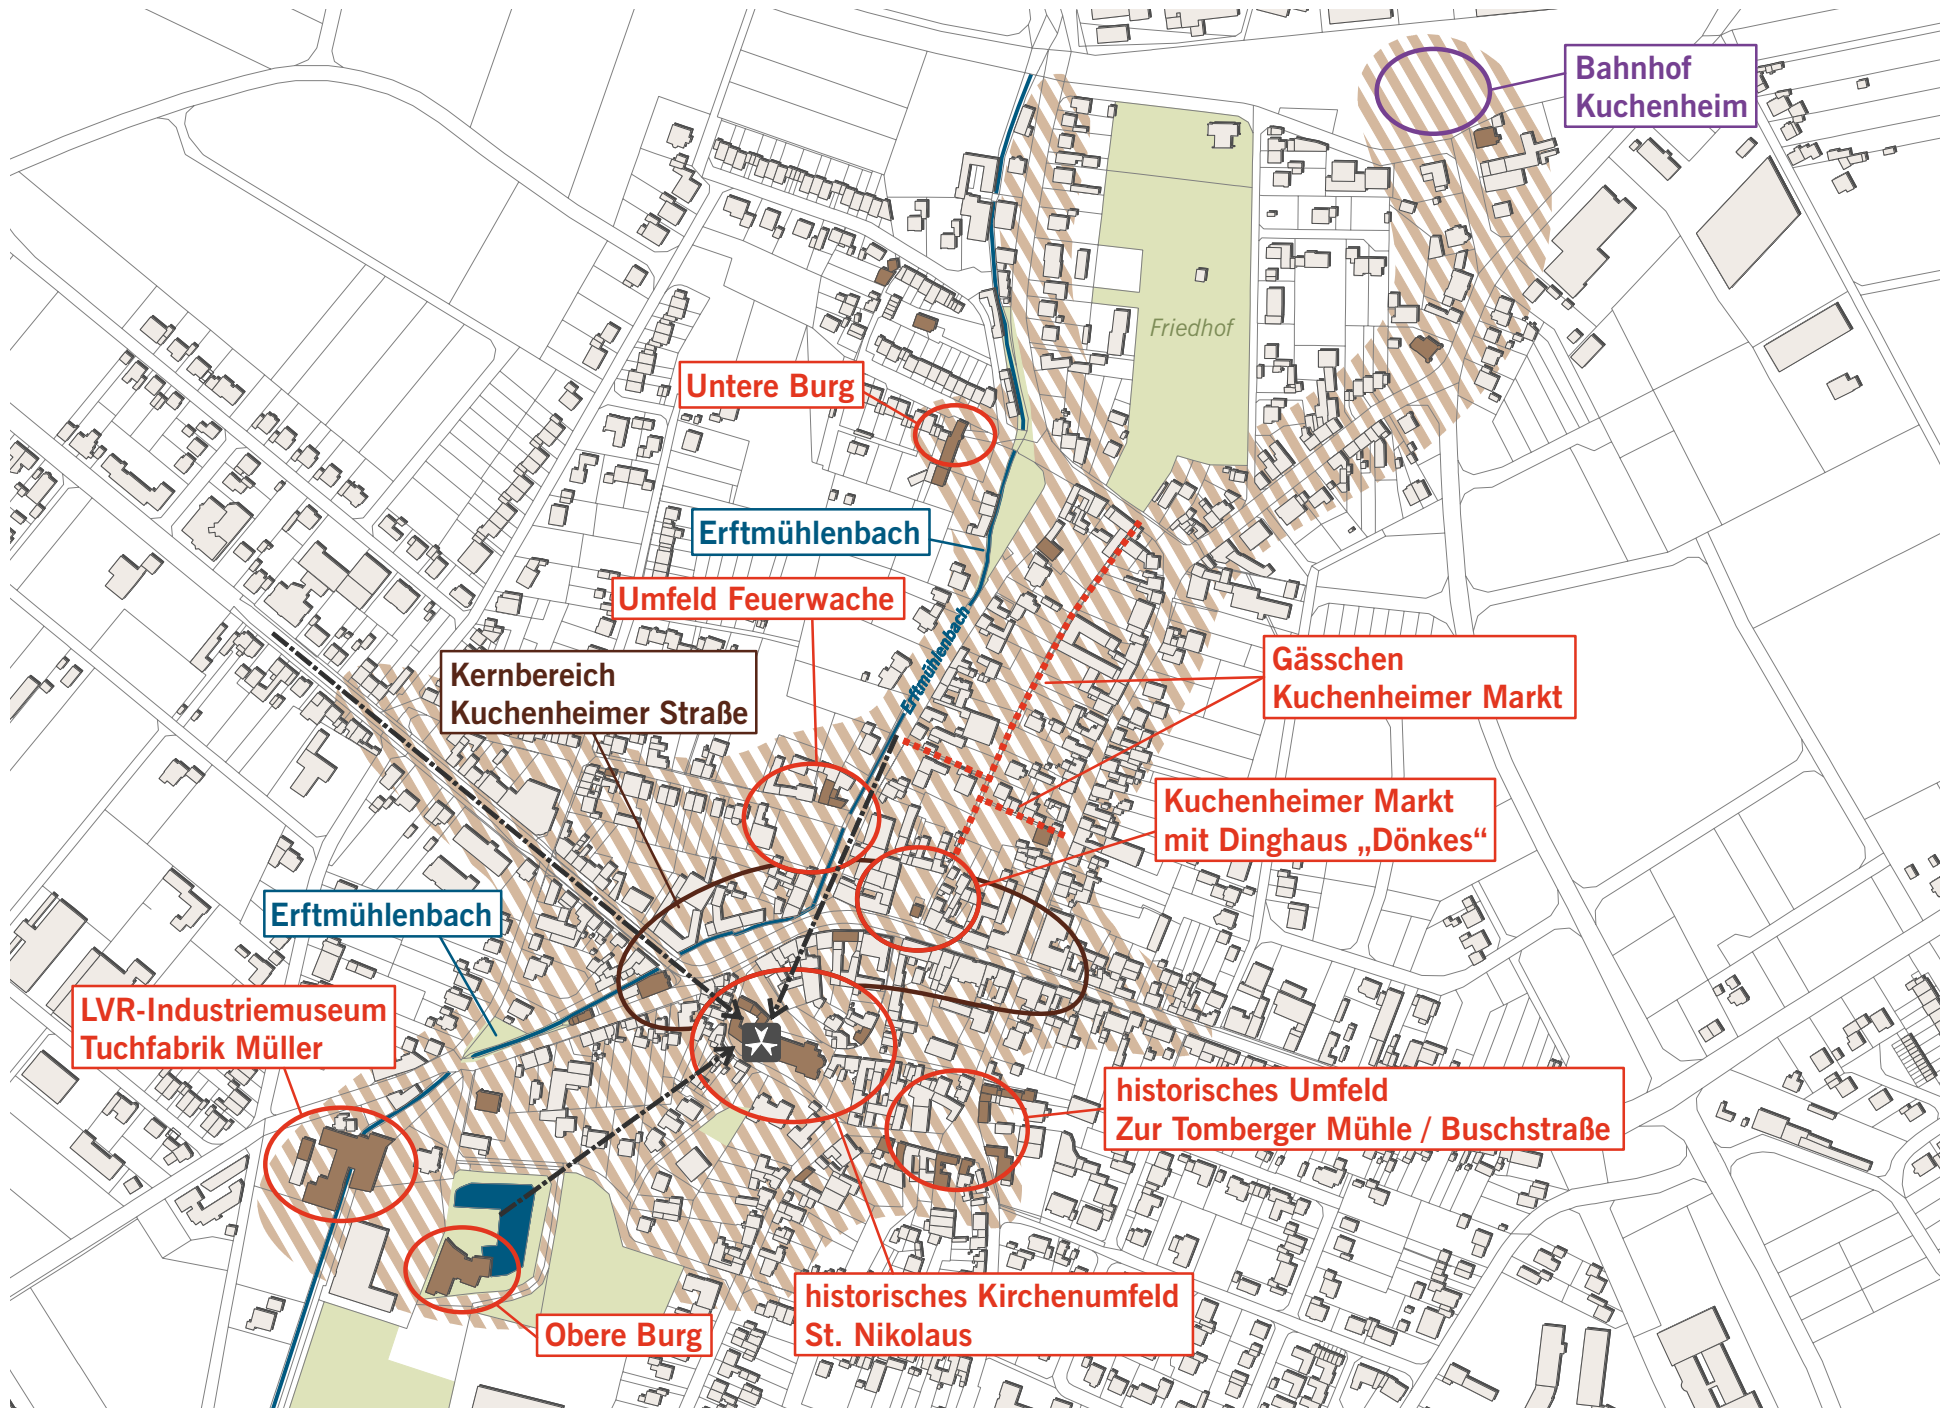 Bahnhof
Kuchenheim
Friedhof
Untere Burg
Erftmühlenbach
Umfeld Feuerwache
Erftmühlenbach
Kernbereich
Kuchenheimer Straße
Gässchen
Kuchenheimer Markt
Kuchenheimer Markt
mit Dinghaus „Dönkes“
Erftmühlenbach
LVR-Industriemuseum
Tuchfabrik Müller
historisches Umfeld
Zur Tomberger Mühle / Buschstraße
historisches Kirchenumfeld
St. Nikolaus
Obere Burg